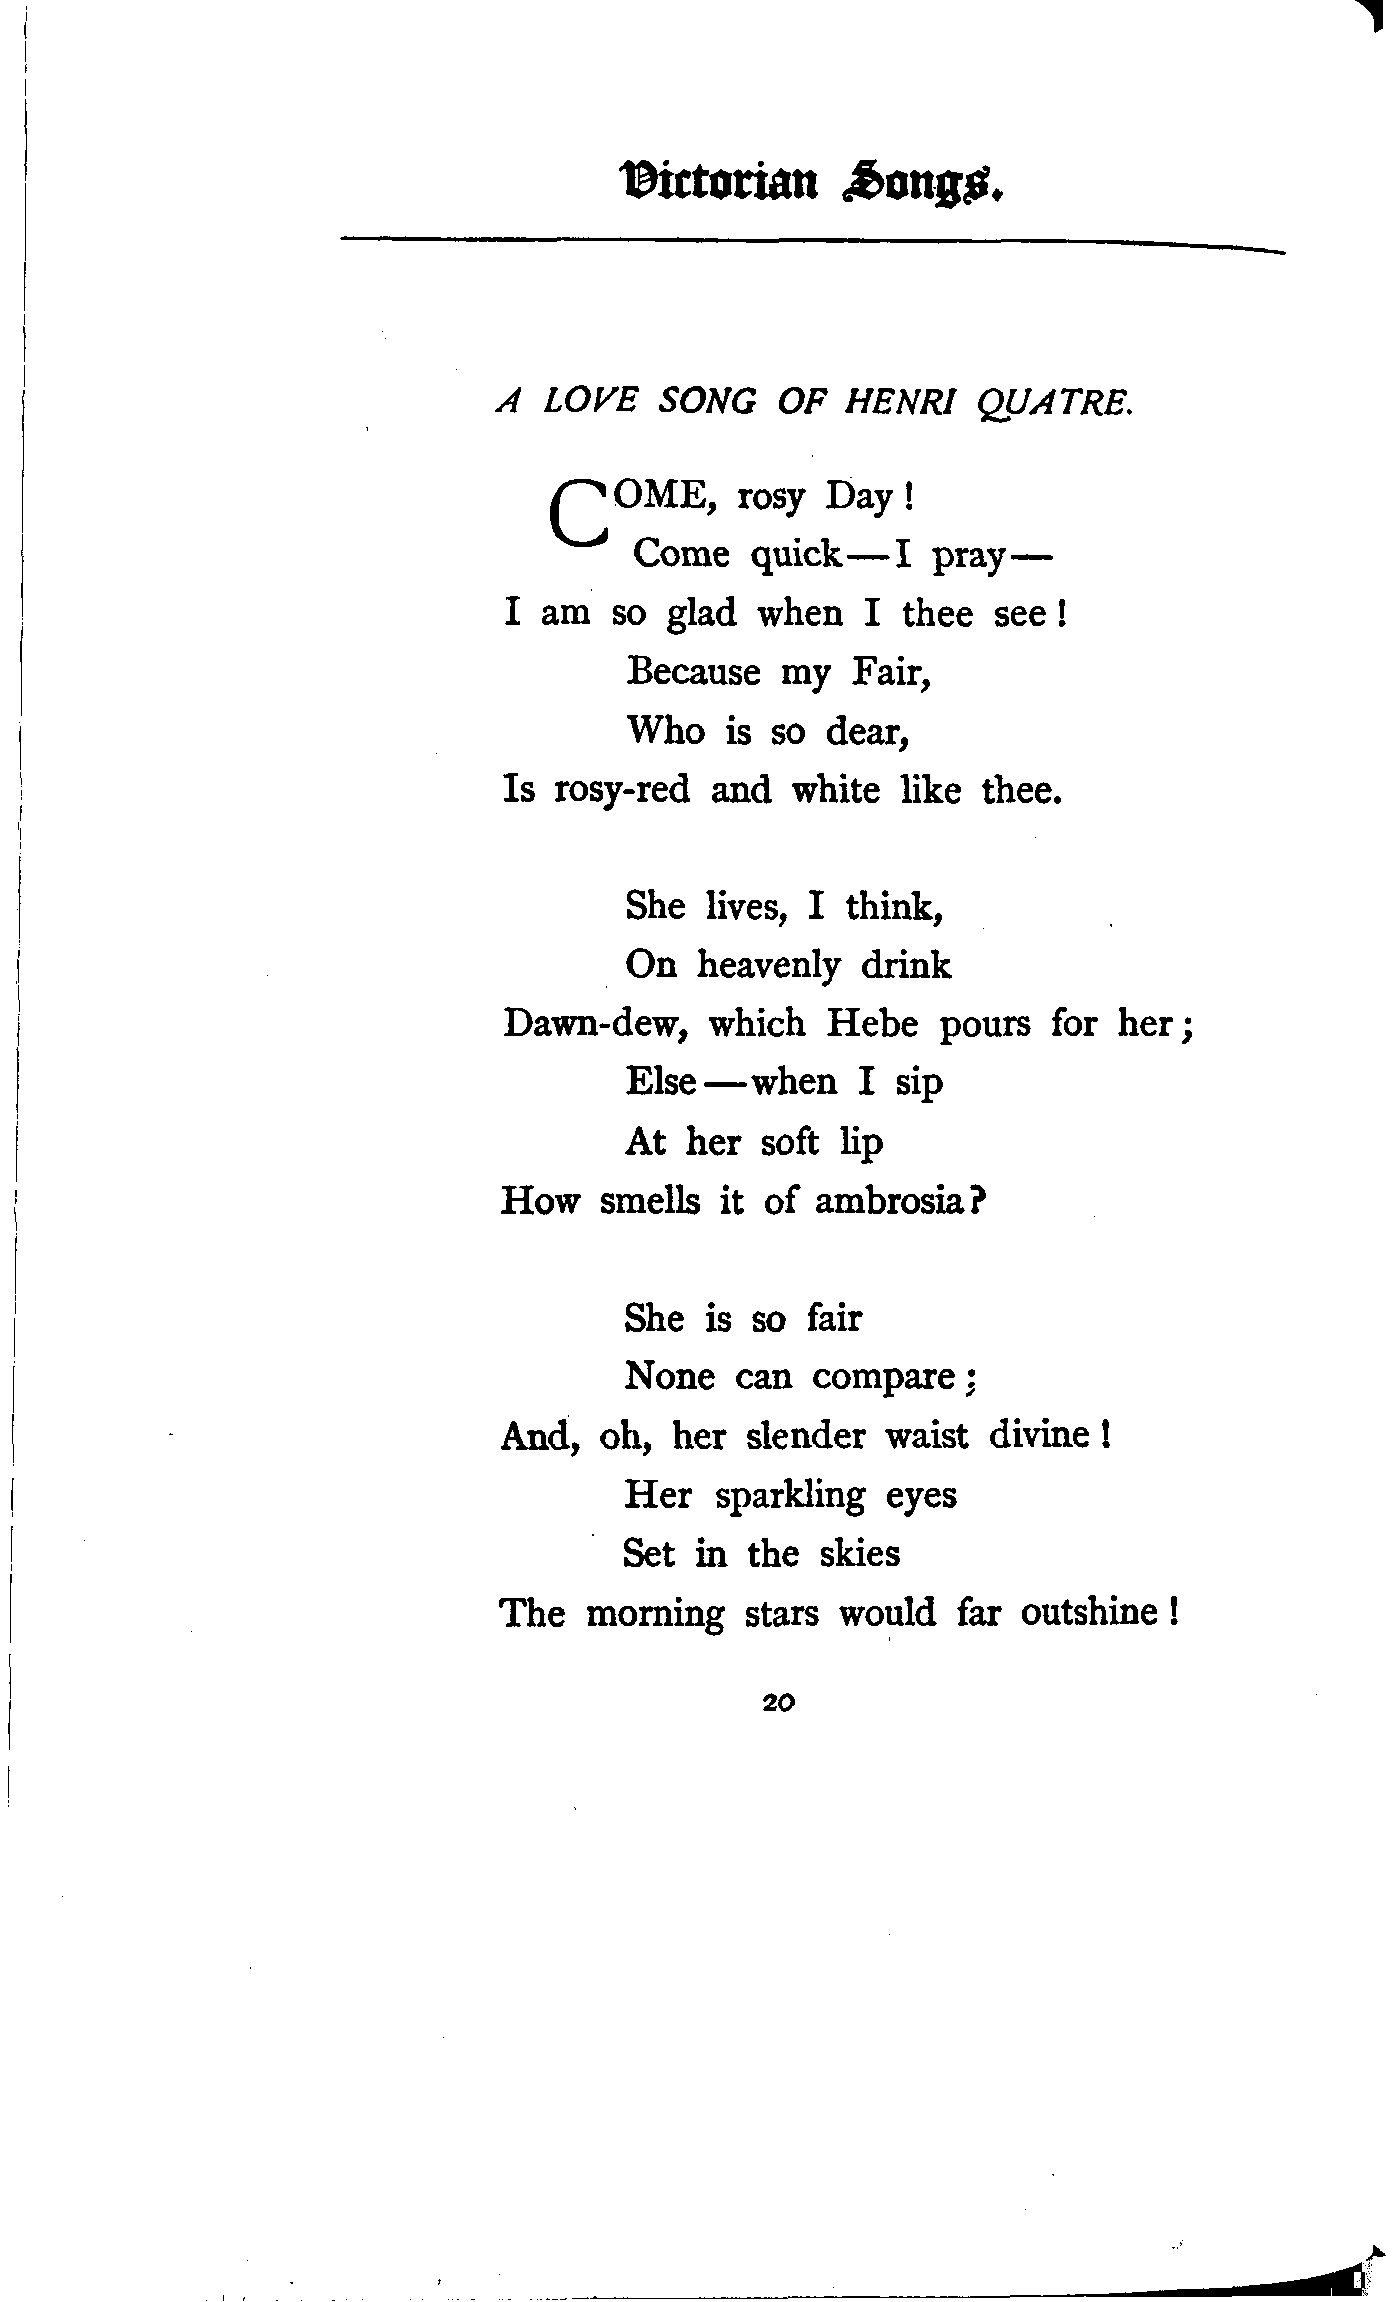 Victorian Songs.
A LOVE SONG OF HENRI QUATRE.
COME, rosy Day!
Come quick—I pray—
I am so glad when I thee see!
Because my Fair,
Who is so dear,
Is rosy-red and white like thee.
She lives, I think,
On heavenly drink
Dawn-dew, which Hebe pours for her;
Else—when I sip
At her soft lip
How smells it of ambrosia?
She is so fair
None can compare;
And, oh, her slender waist divine!
Her sparkling eyes
Set in the skies
The morning stars would far outshine!
20